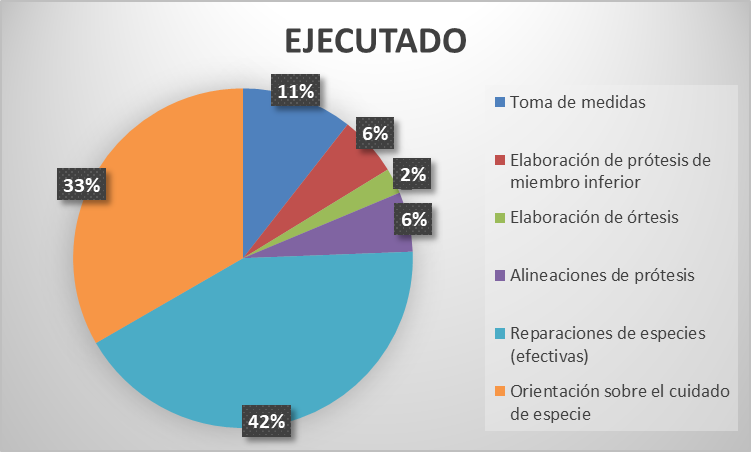 EJECUTADO
11%
6%
2%
6%
42%
33%
Toma de medidas
Elaboración de prótesis de
miembro inferior
Elaboración de órtesis
Alineaciones de prótesis
Reparaciones de especies
(efectivas)
Orientación sobre el cuidado
de especie